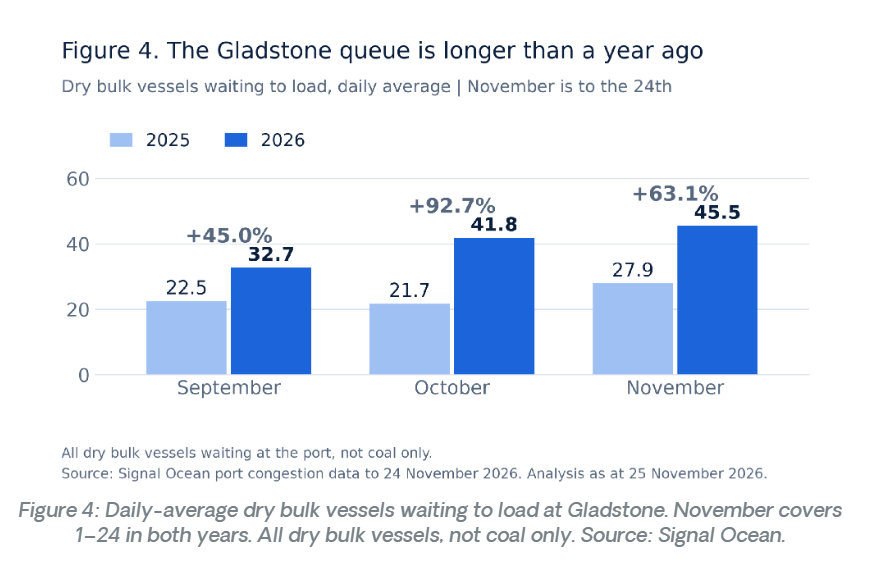 Figure 4. The Gladstone queue is longer than a year ago
Dry bulk vessels waiting to load, daily average | November is to the 24th
2025 2026
60
+63.1%
+92.7%
45.5
41.8
+45.0%
40
32.7
27.9
22.5
21.7
20
0
September October November
All dry bulk vessels waiting at the port, not coal only.
Source: Signal Ocean port congestion data to 24 November 2026. Analysis as at 25 November 2026.
Figure 4: Daily-average dry bulk vessels waiting to load at Gladstone. November covers
1–24 in both years. All dry bulk vessels, not coal only. Source: Signal Ocean.